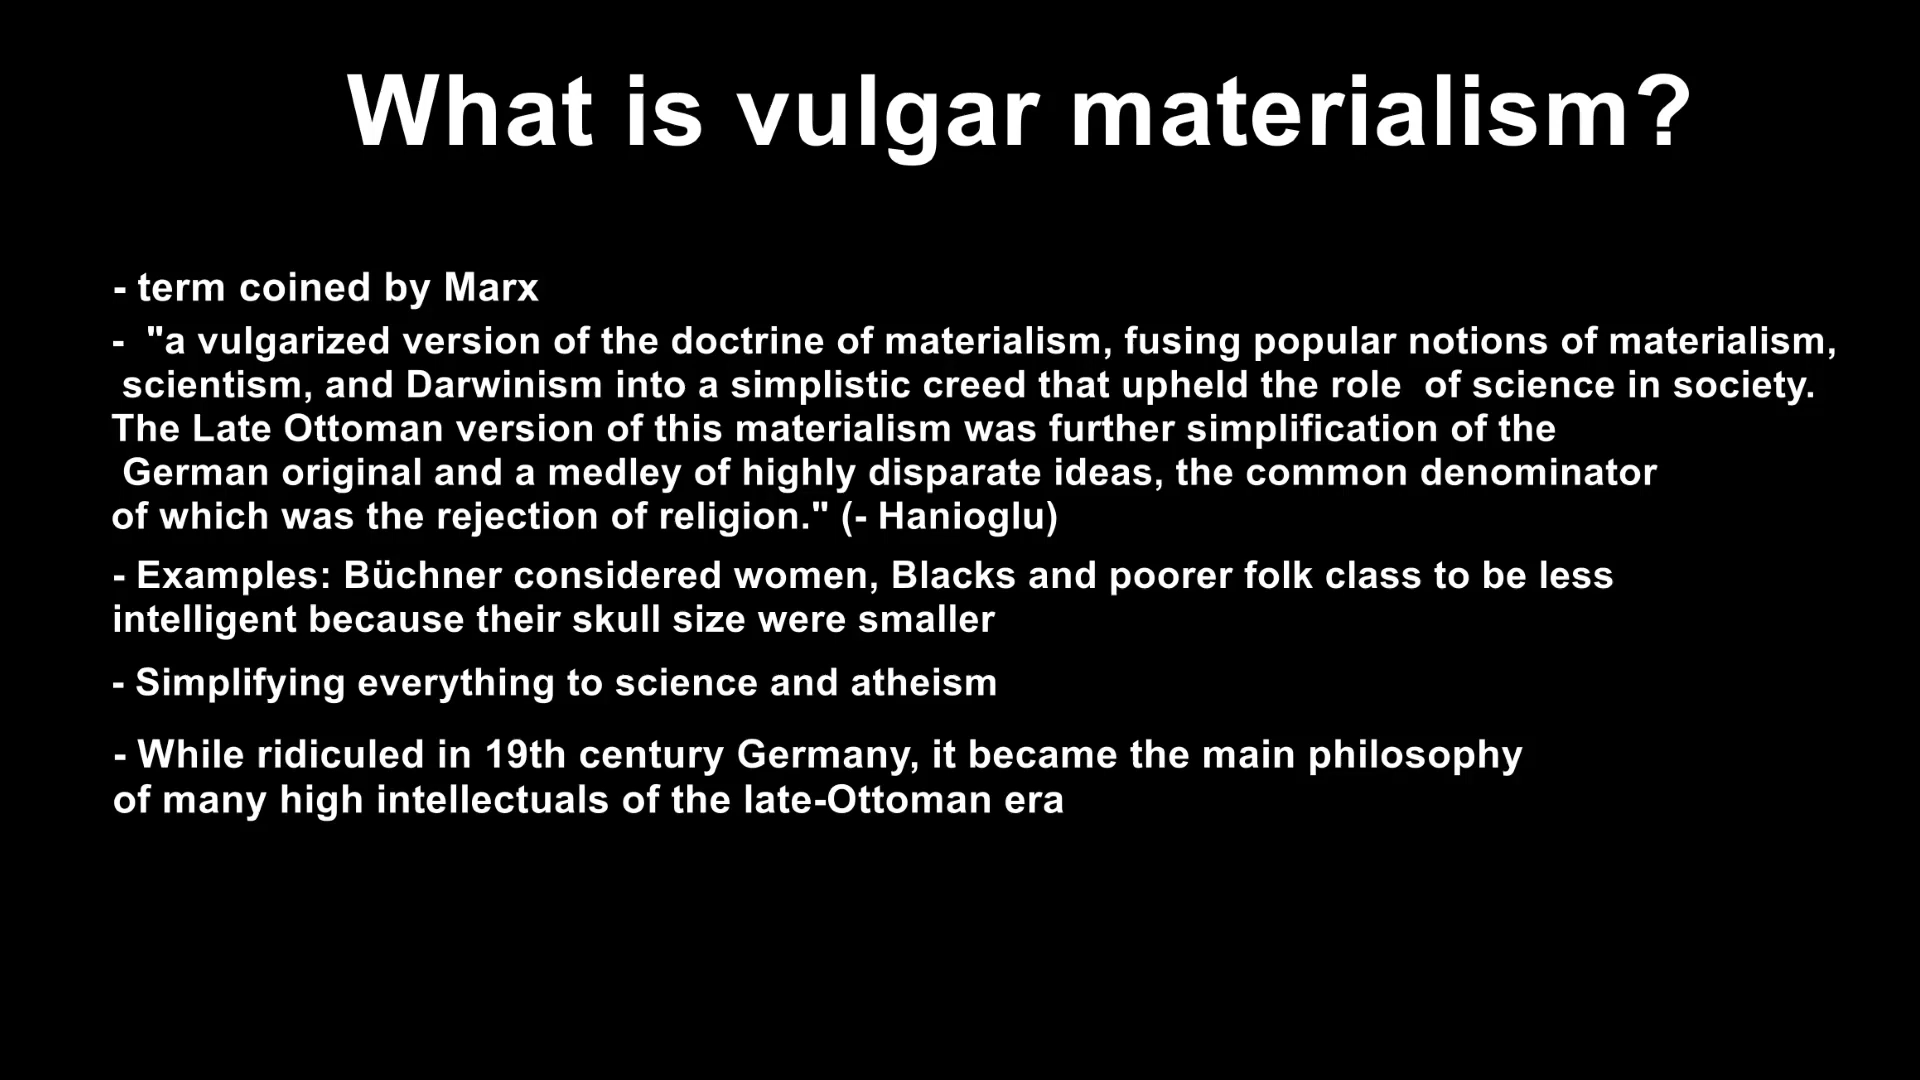 What is vulgar materialism?
- term coined by Marx
- "a vulgarized version of the doctrine of materialism, fusing popular notions of materialism,
scientism, and Darwinism into a simplistic creed that upheld the role of science in society.
The Late Ottoman version of this materialism was further simplification of the
German original and a medley of highly disparate ideas, the common denominator
of which was the rejection of religion." (- Hanioglu)
- Examples: Büchner considered women, Blacks and poorer folk class to be less
intelligent because their skull size were smaller
- Simplifying everything to science and atheism
- While ridiculed in 19th century Germany, it became the main philosophy
of many high intellectuals of the late-Ottoman era